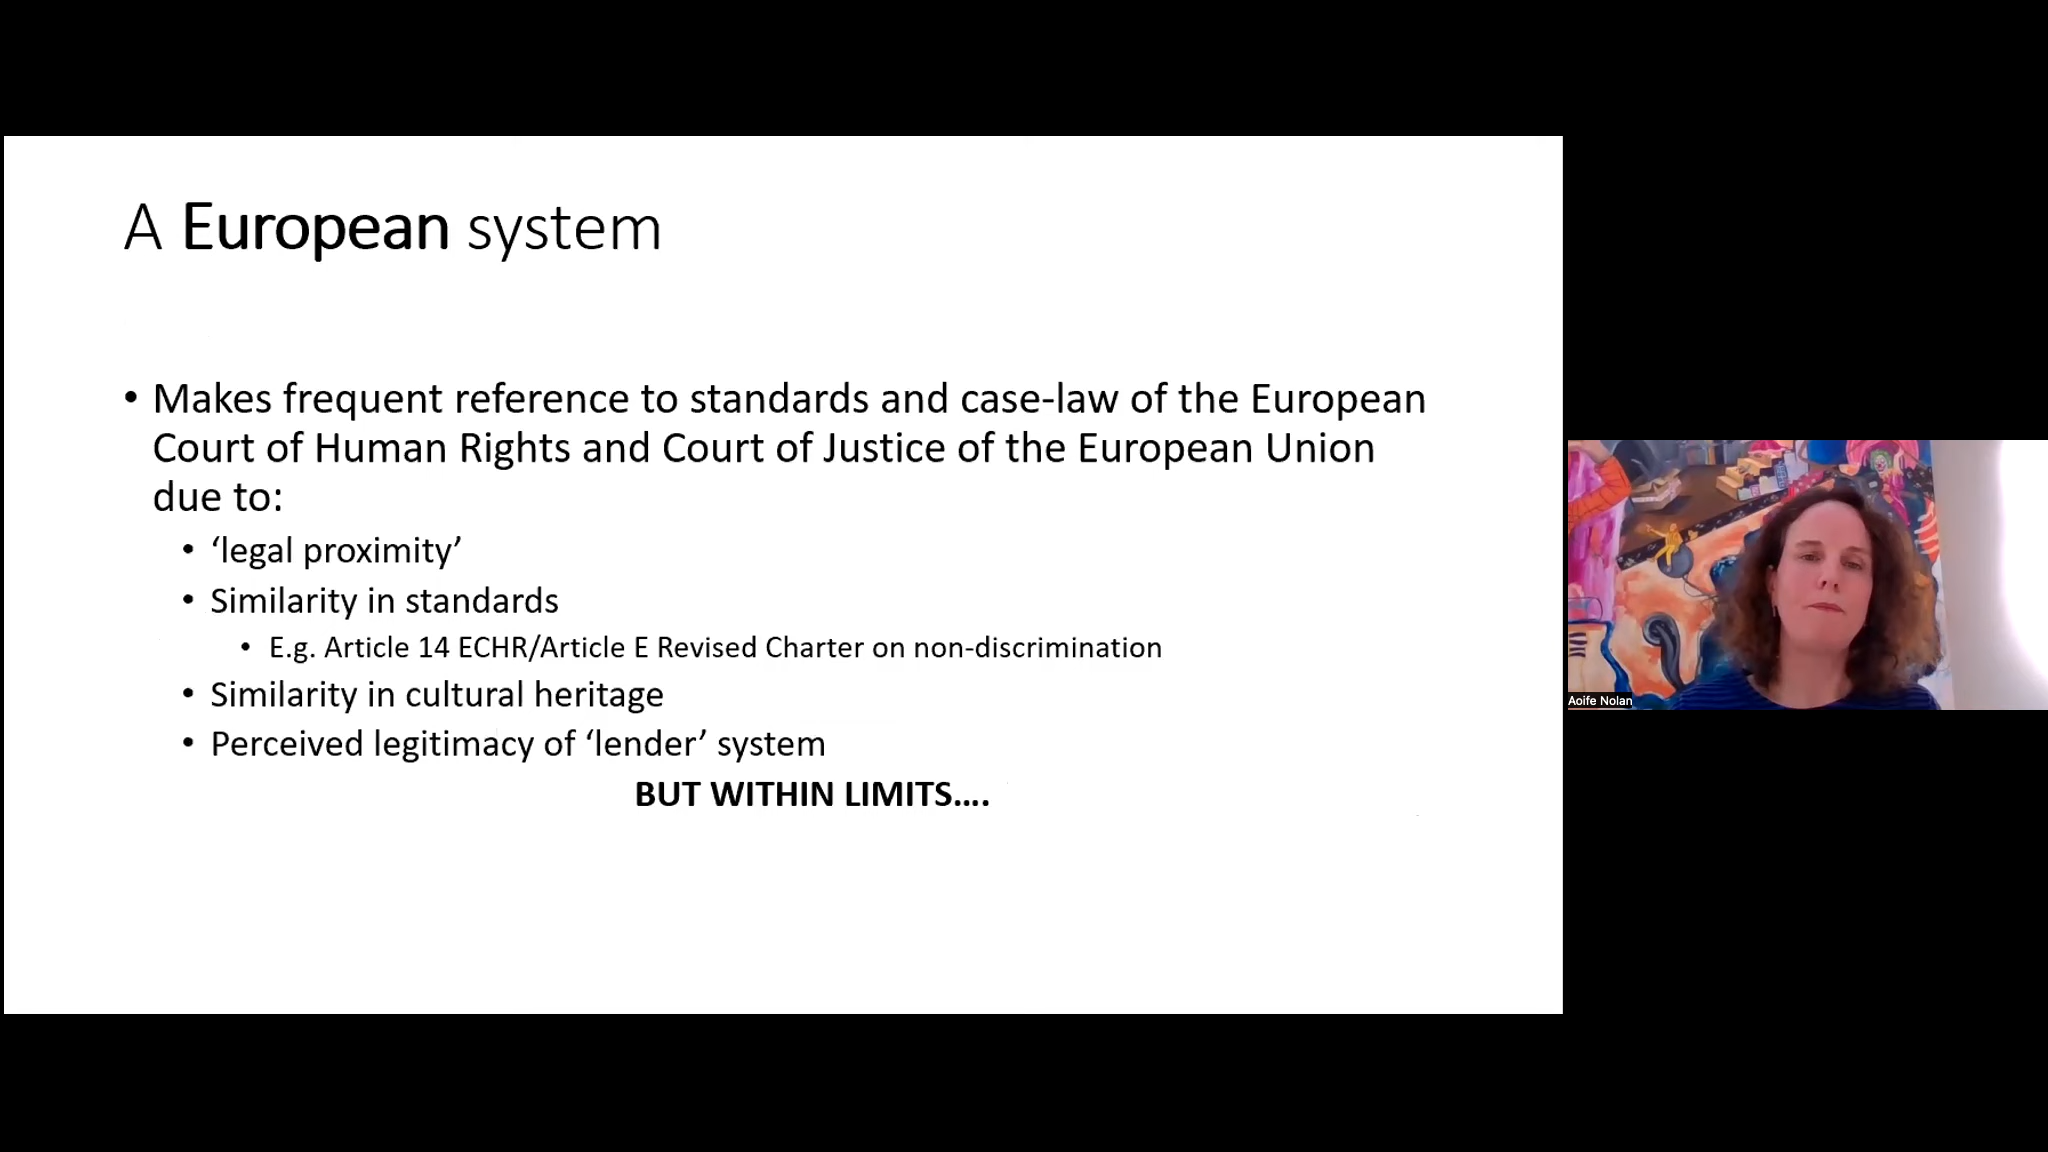 A European system
• Makes frequent reference to standards and case-law of the European
Court of Human Rights and Court of Justice of the European Union
due to:
• ‘legal proximity’
• Similarity in standards
• E.g. Article 14 ECHR/Article E Revised Charter on non-discrimination
• Similarity in cultural heritage
• Perceived legitimacy of ‘lender’ system
BUT WITHIN LIMITS....
Aoife Nolan